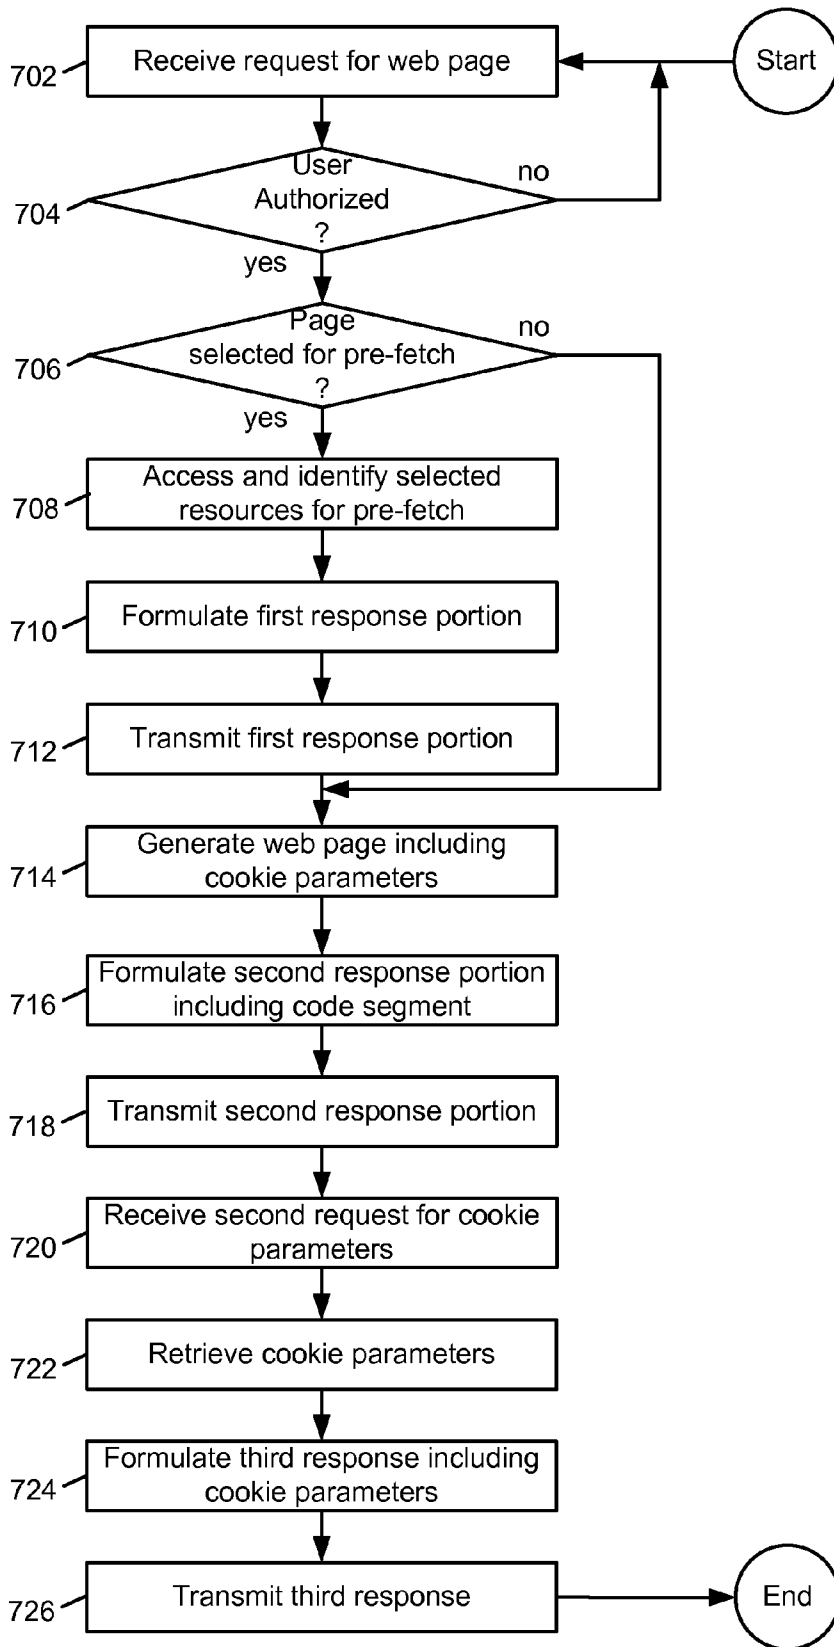 Start
702
Receive request for web page
704
User
Authorized
?
no
yes
706
Page
selected for pre-fetch
?
no
yes
708
Access and identify selected
resources for pre-fetch
710
Formulate first response portion
712
Transmit first response portion
714
Generate web page including
cookie parameters
716
Formulate second response portion
including code segment
718
Transmit second response portion
720
Receive second request for cookie
parameters
722
Retrieve cookie parameters
724
Formulate third response including
cookie parameters
726
Transmit third response
End